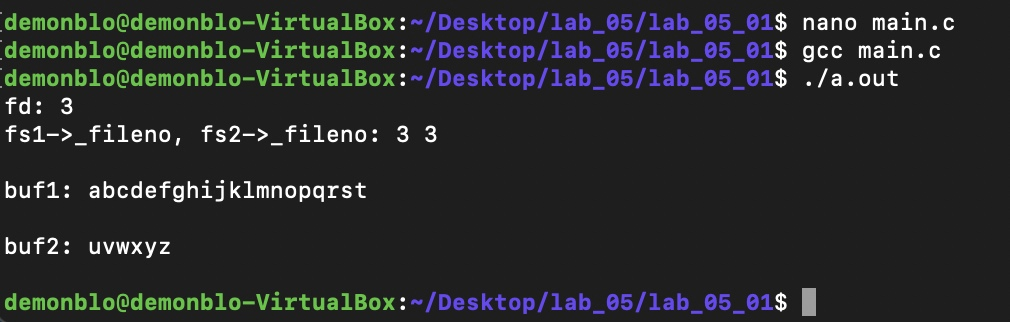 [demonblo@demonblo-VirtualBox:~/Desktop/lab_05/lab_05_01$ nano main.c
[demonblo@demonblo-VirtualBox:~/Desktop/lab_05/lab_05_01$ gcc main.c
[demonblo@demonblo-VirtualBox:~/Desktop/lab_05/lab_05_01$ ./a.out
fd: 3
fs1->_fileno, fs2->_fileno: 3 3
buf1: abcdefghijklmnopqrst
buf2: uvwxyz
demonblo@demonblo-VirtualBox:~/Desktop/lab_05/lab_05_01$